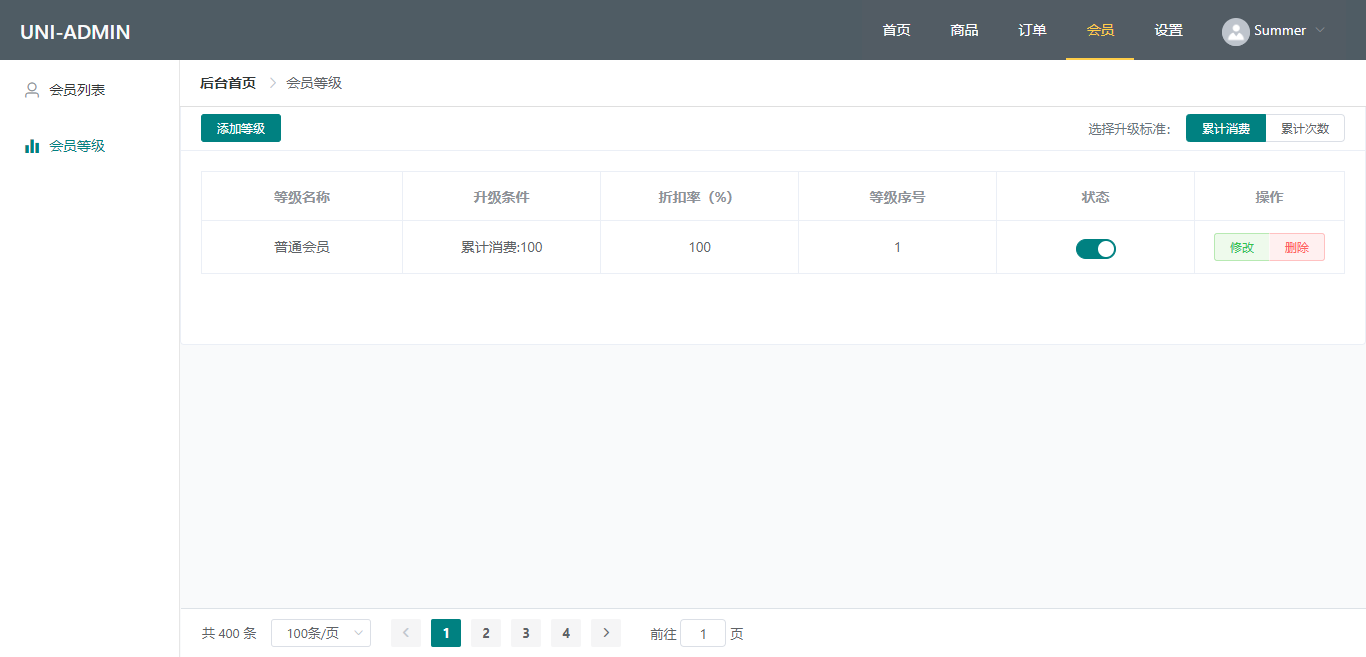 UNI-ADMIN 首页 商品 订单 会员 设置 Summer
会员列表
会员等级
后台首页 会员等级
添加等级 选择升级标准: 累计消费 累计次数
等级名称 升级条件 折扣率（%） 等级序号 状态 操作
普通会员 累计消费:100 100 1 修改 删除
共 400 条 100条/页 1 2 3 4 前往 1 页